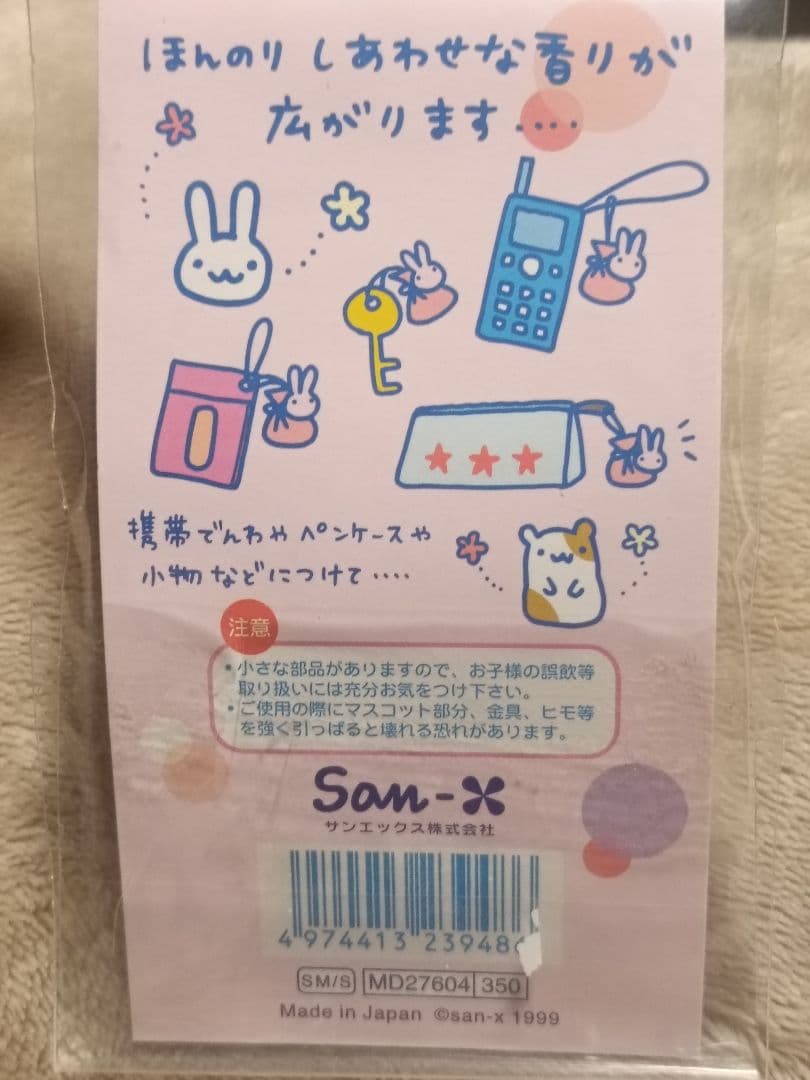 ほんのりしあわせな香りが
広がります....
携帯でんわやペンケースや
小物などにつけて....
注意
・小さな部品がありますので、お子様の誤飲等
取り扱いには充分お気をつけ下さい。
・ご使用の際にマスコット部分、金具、ヒモ等
を強く引っぱると壊れる恐れがあります。
San-X
サンエックス株式会社
4 974413 23948
SM/S MD27604 350
Made in Japan ©san-x 1999